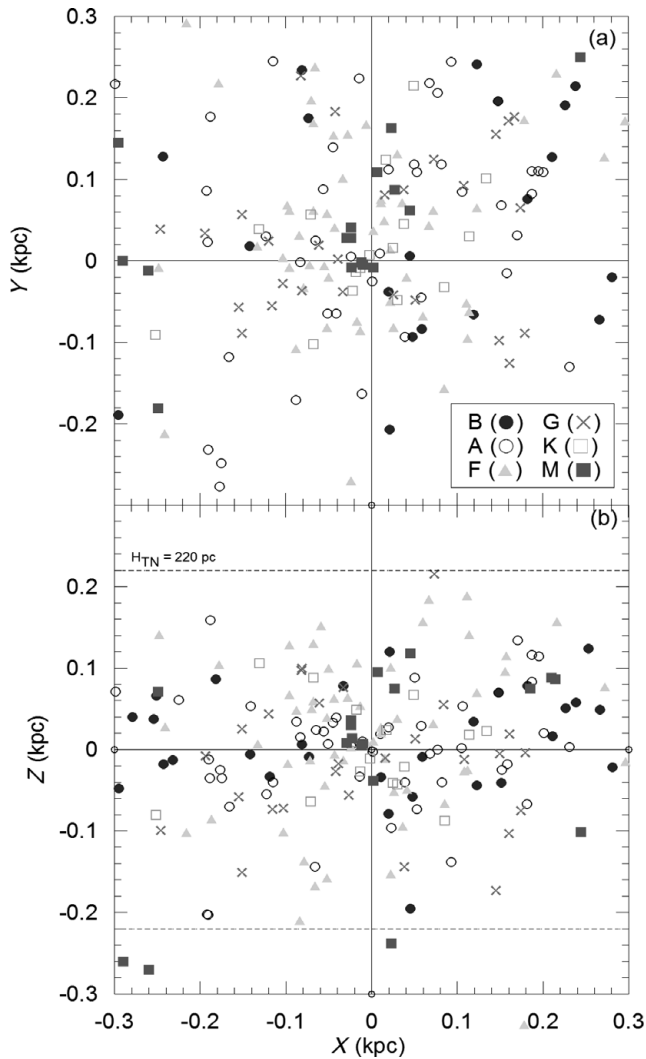 0.3
(a)
0.2
0.1
0
-0.1
-0.2
Y (kpc)
B (●) G (×)
A (○) K (□)
F (▲) M (■)
(b)
H_TN = 220 pc
0.2
0.1
0
-0.1
-0.2
-0.3
Z (kpc)
-0.3 -0.2 -0.1 0 0.1 0.2 0.3
X (kpc)